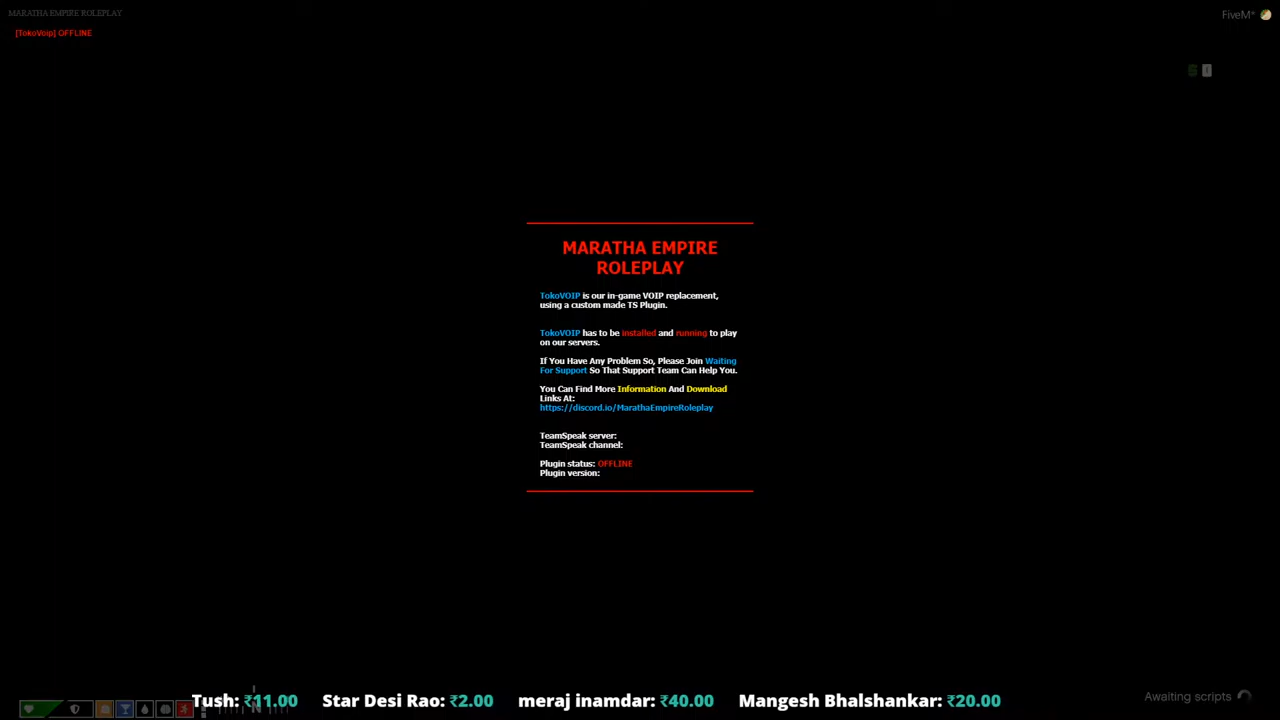 MARATHA EMPIRE ROLEPLAY
FiveM*
[TokoVoip] OFFLINE
MARATHA EMPIRE
ROLEPLAY
TokoVOIP is our in-game VOIP replacement,
using a custom made TS Plugin.
TokoVOIP has to be installed and running to play
on our servers.
If You Have Any Problem So, Please Join Waiting
For Support So That Support Team Can Help You.
You Can Find More Information And Download
Links At:
https://discord.io/MarathaEmpireRoleplay
TeamSpeak server:
TeamSpeak channel:
Plugin status: OFFLINE
Plugin version:
Awaiting scripts
N
Tush: ₹11.00 Star Desi Rao: ₹2.00 meraj inamdar: ₹40.00 Mangesh Bhalshankar: ₹20.00